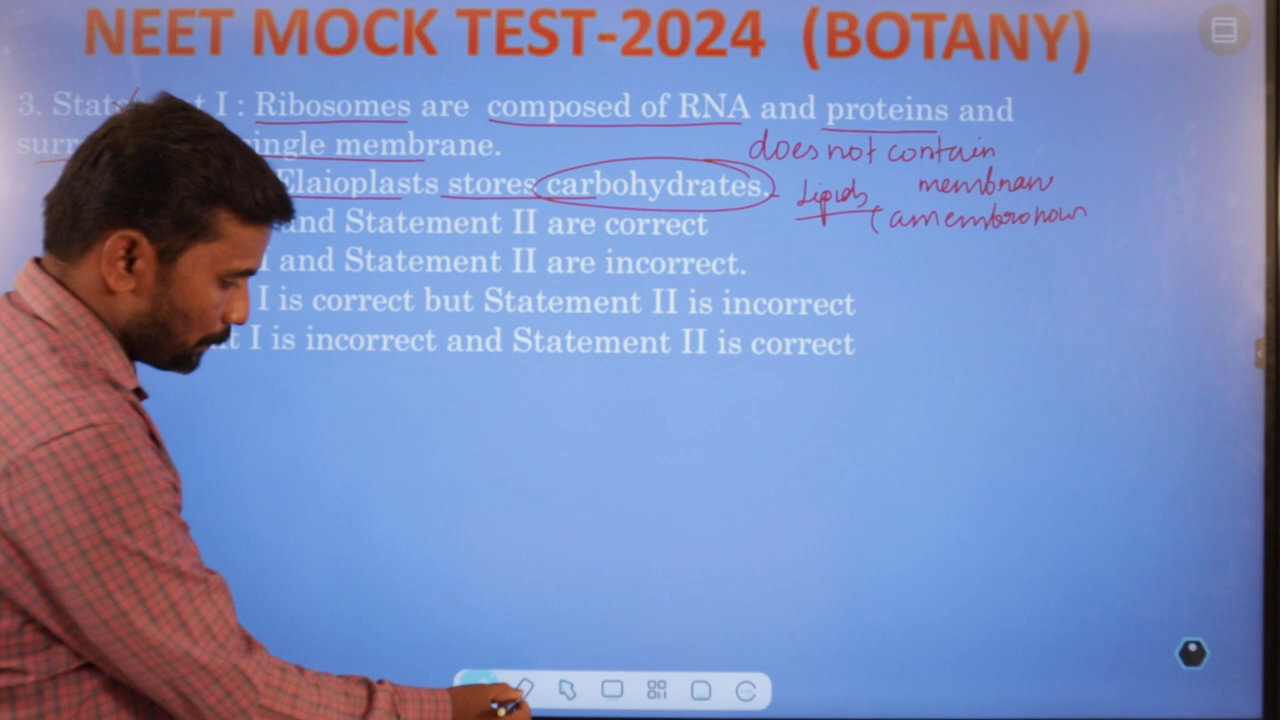 NEET MOCK TEST-2024 (BOTANY)
3. I : Ribosomes are composed of RNA and proteins and
single membrane.
does not contain
membran
Elaioplasts stores carbohydrates.
Lipids
(amembranour
and Statement II are correct
I and Statement II are incorrect.
I is correct but Statement II is incorrect
I is incorrect and Statement II is correct